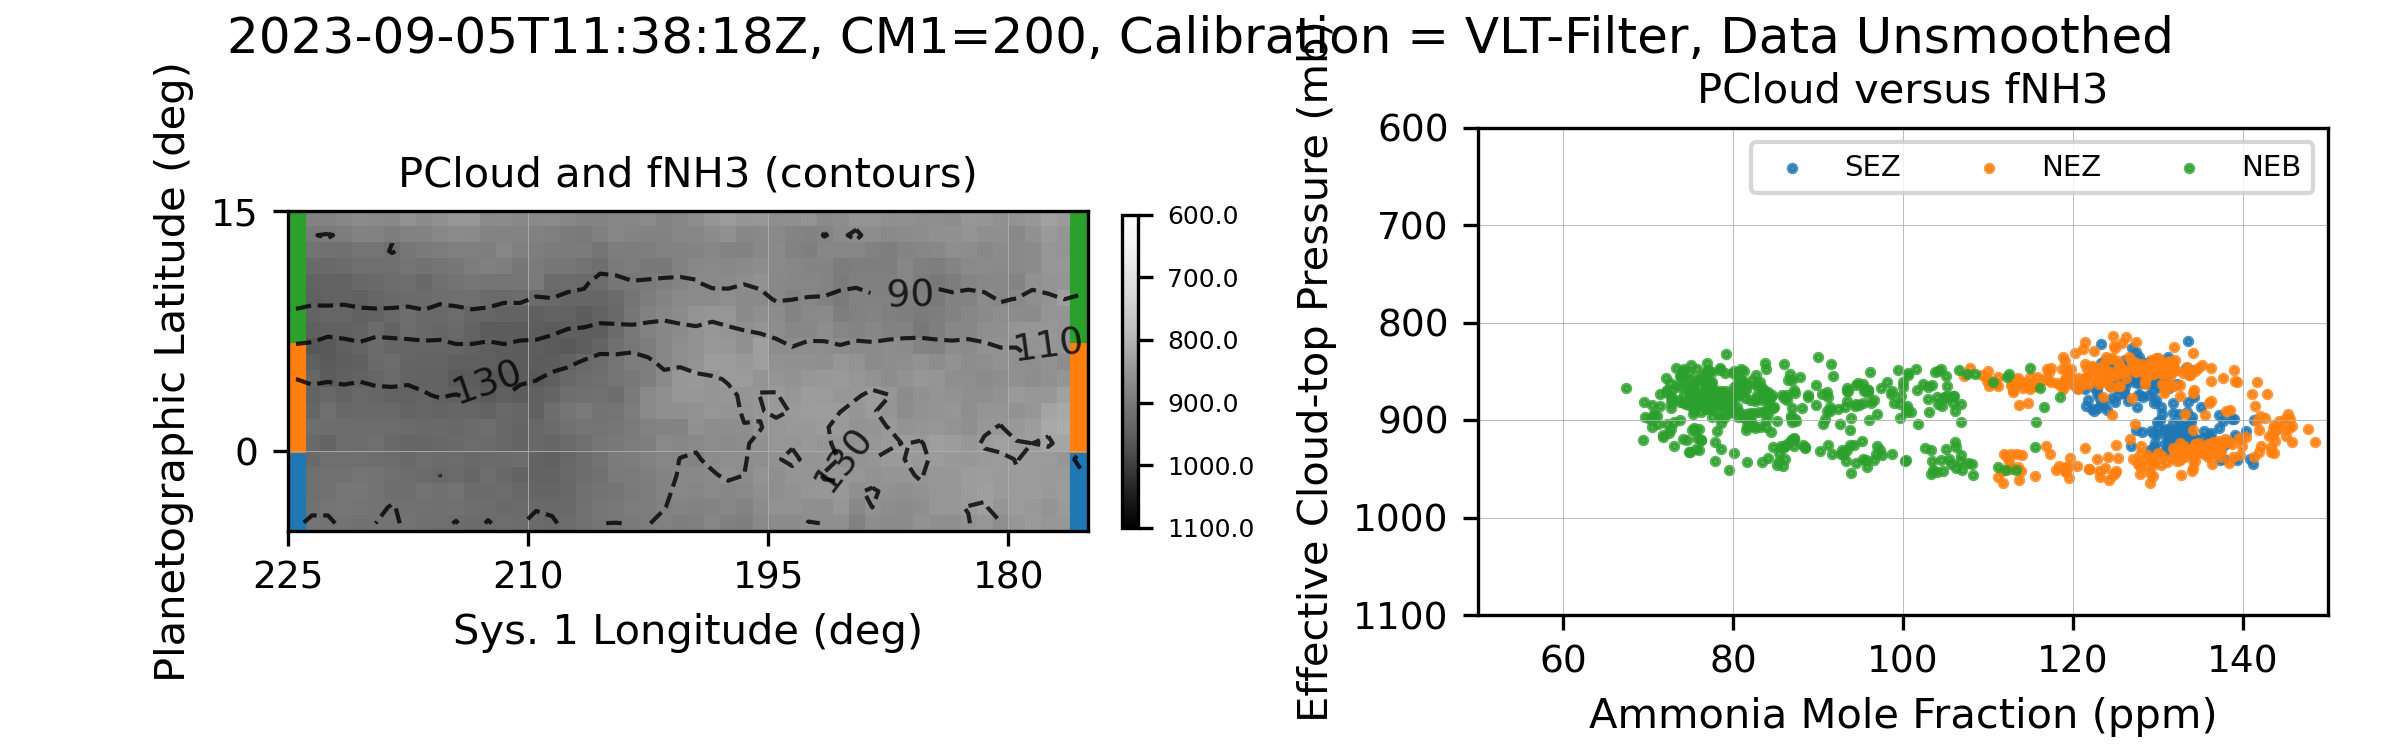 2023-09-05T11:38:18Z, CM1=200, Calibration = VLT-Filter, Data Unsmoothed
PCloud and fNH3 (contours)
Planetographic Latitude (deg)
15
0
90
110
130
130
225
210
195
180
Sys. 1 Longitude (deg)
600.0
700.0
800.0
900.0
1000.0
1100.0
PCloud versus fNH3
Effective Cloud-top Pressure (mb)
600
700
800
900
1000
1100
SEZ
NEZ
NEB
60
80
100
120
140
Ammonia Mole Fraction (ppm)